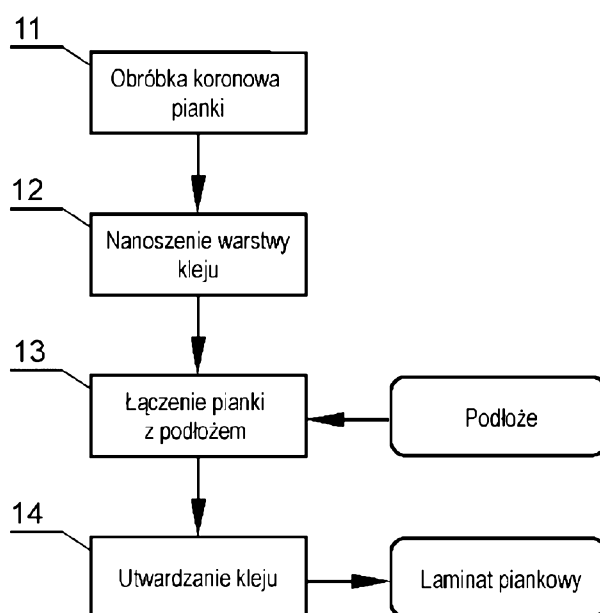 11
Obróbka koronowa
pianki
12
Nanoszenie warstwy
kleju
13
Łączenie pianki
z podłożem
Podłoże
14
Utwardzanie kleju
Laminat piankowy